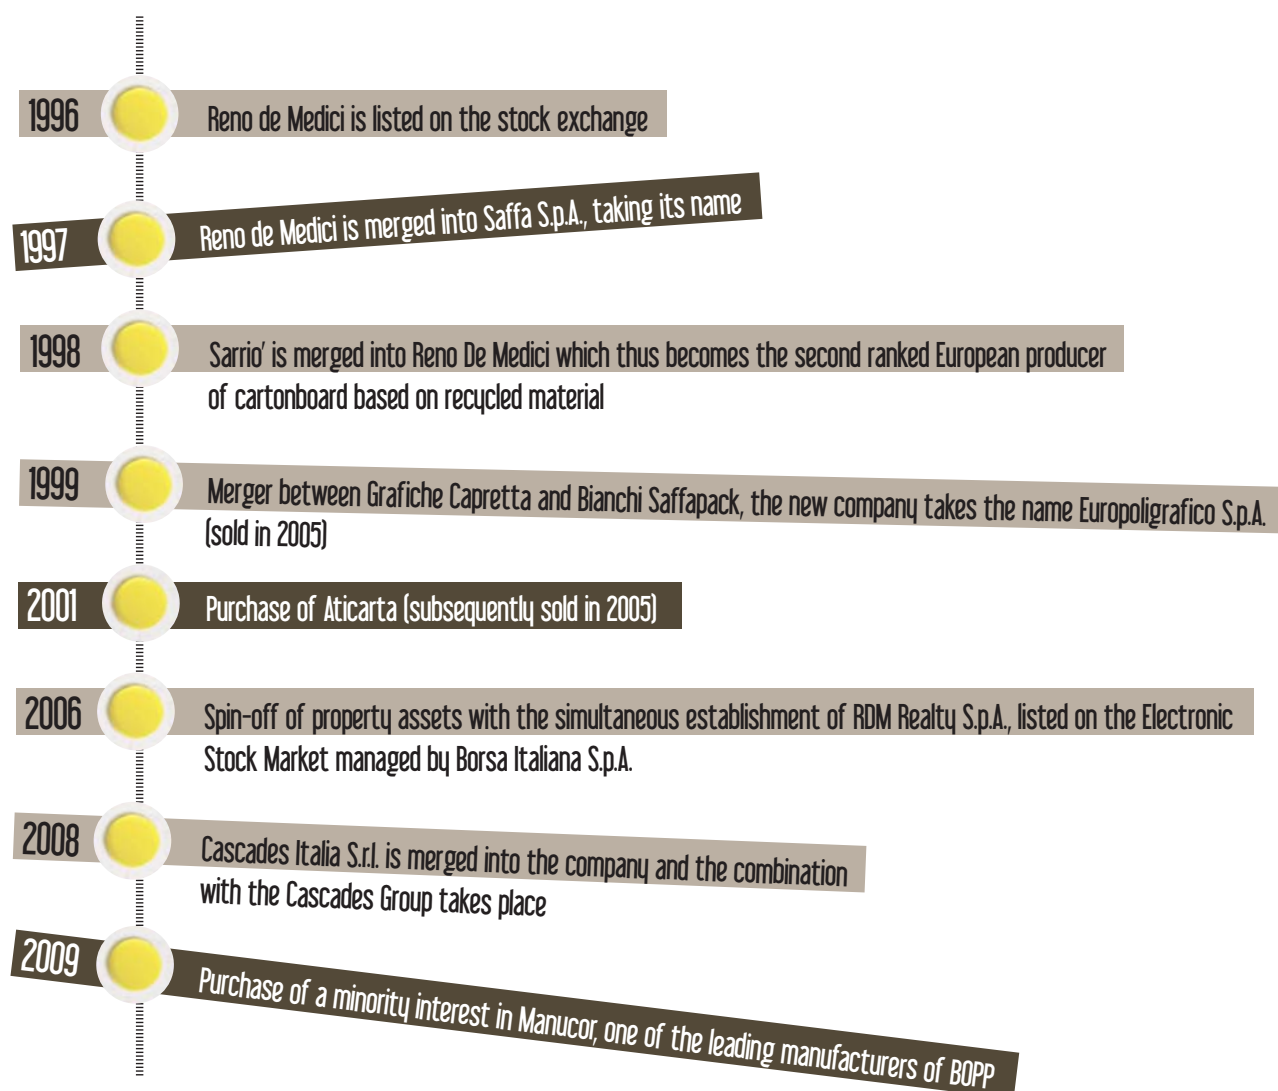 1996 Reno de Medici is listed on the stock exchange
1997 Reno de Medici is merged into Saffa S.p.A., taking its name
1998 Sarrio' is merged into Reno De Medici which thus becomes the second ranked European producer
of cartonboard based on recycled material
1999 Merger between Grafiche Capretta and Bianchi Saffapack, the new company takes the name Europoligrafico S.p.A.
(sold in 2005)
2001 Purchase of Aticarta (subsequently sold in 2005)
2006 Spin-off of property assets with the simultaneous establishment of RDM Realty S.p.A., listed on the Electronic
Stock Market managed by Borsa Italiana S.p.A.
2008 Cascades Italia S.r.l. is merged into the company and the combination
with the Cascades Group takes place
2009 Purchase of a minority interest in Manucor, one of the leading manufacturers of BOPP